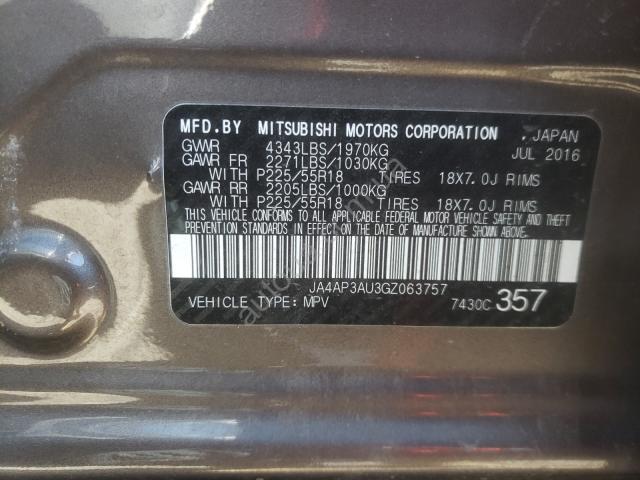 MFD.BY MITSUBISHI MOTORS CORPORATION , JAPAN
GVWR 4343LBS/1970KG JUL 2016
GAWR FR 2271LBS/1030KG
WITH P225/55R18 TIRES 18X7.0J RIMS
GAWR RR 2205LBS/1000KG
WITH P225/55R18 TIRES 18X7.0J RIMS
THIS VEHICLE CONFORMS TO ALL APPLICABLE FEDERAL MOTOR VEHICLE SAFETY AND THEFT
PREVENTION STANDARDS IN EFFECT ON THE DATE OF MANUFACTURE SHOWN ABOVE.
JA4AP3AU3GZ063757
VEHICLE TYPE:MPV 7430C 357